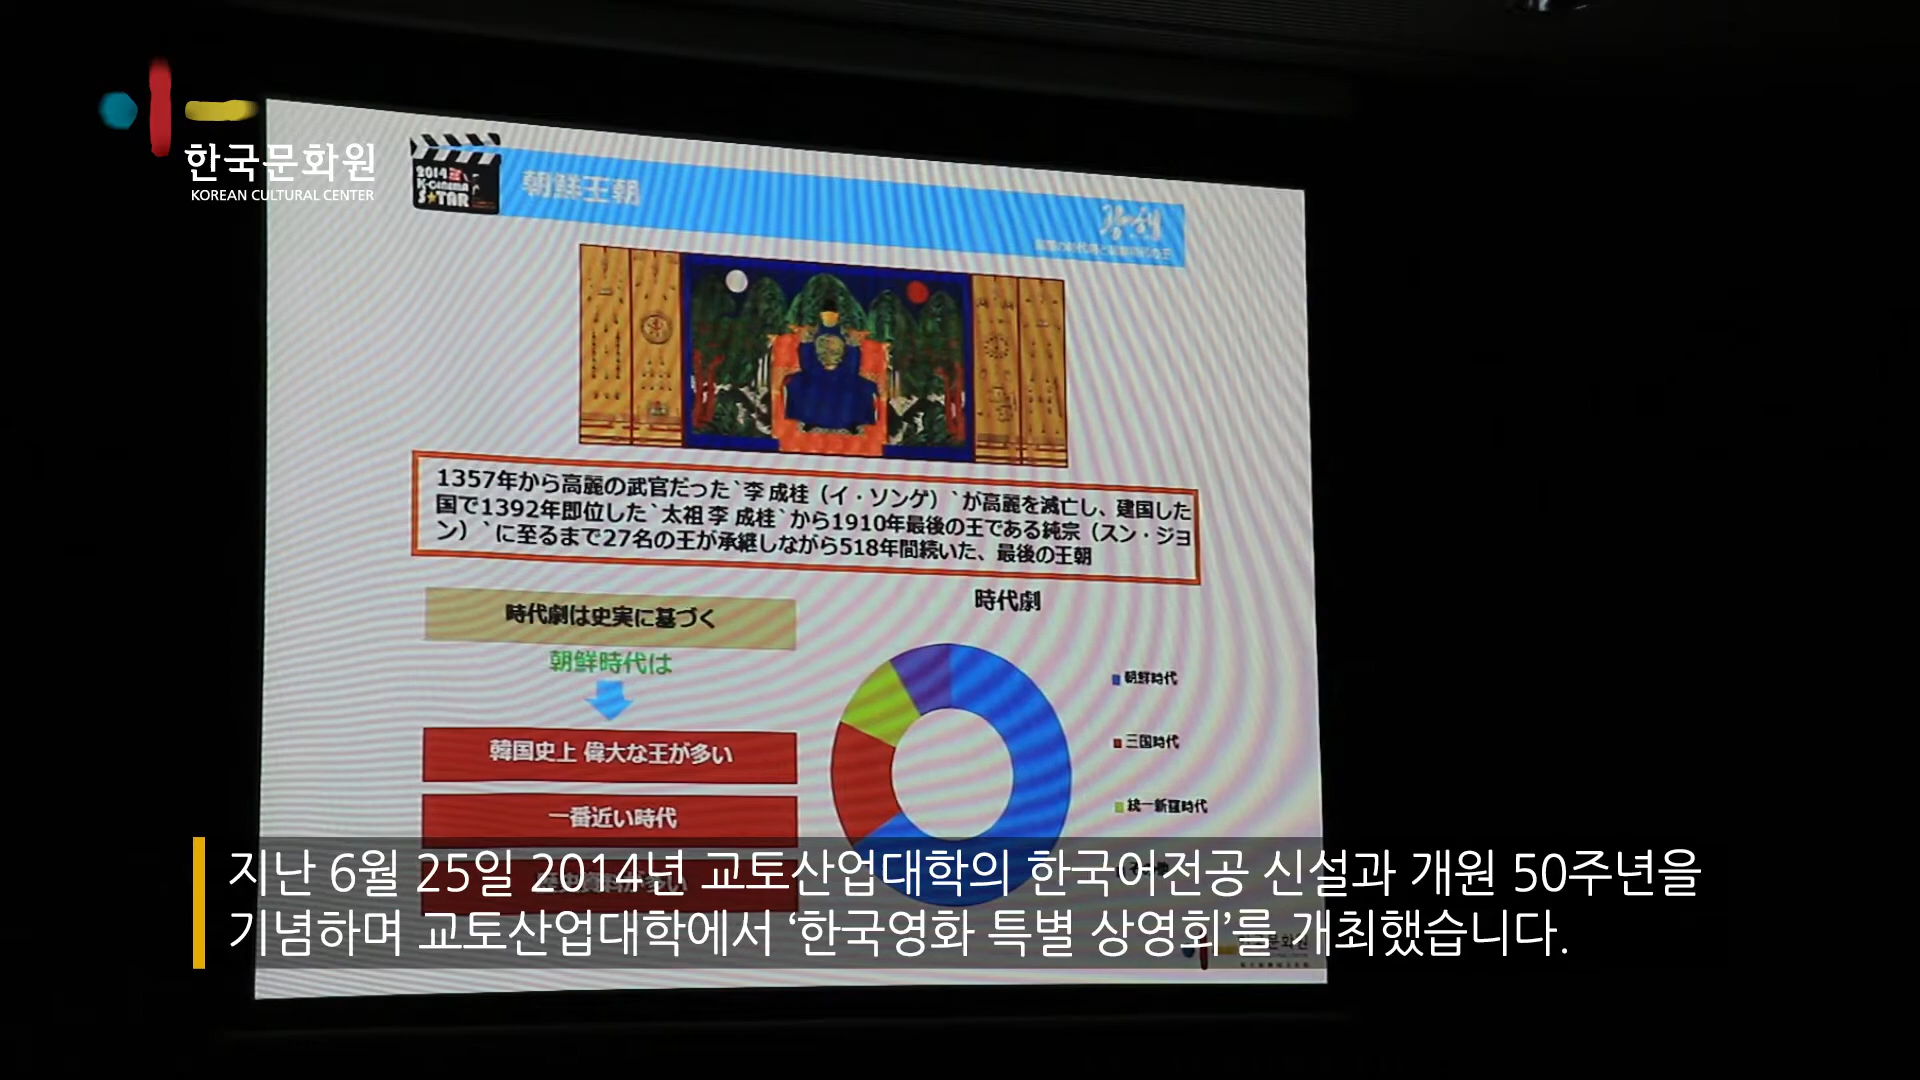 한국문화원
KOREAN CULTURAL CENTER
2014
K-CINEMA
S★TAR
朝鮮王朝
광해
1357年から高麗の武官だった`李 成桂（イ・ソンゲ）`が高麗を滅亡し、建国した
国で1392年即位した`太祖 李 成桂`から1910年最後の王である純宗（スン・ジョ
ン）`に至るまで27名の王が承継しながら518年間続いた、最後の王朝
時代劇は史実に基づく
朝鮮時代は
韓国史上 偉大な王が多い
一番近い時代
時代劇
朝鮮時代
三国時代
統一新羅時代
지난 6월 25일 2014년 교토산업대학의 한국어전공 신설과 개원 50주년을
기념하며 교토산업대학에서 ‘한국영화 특별 상영회’를 개최했습니다.